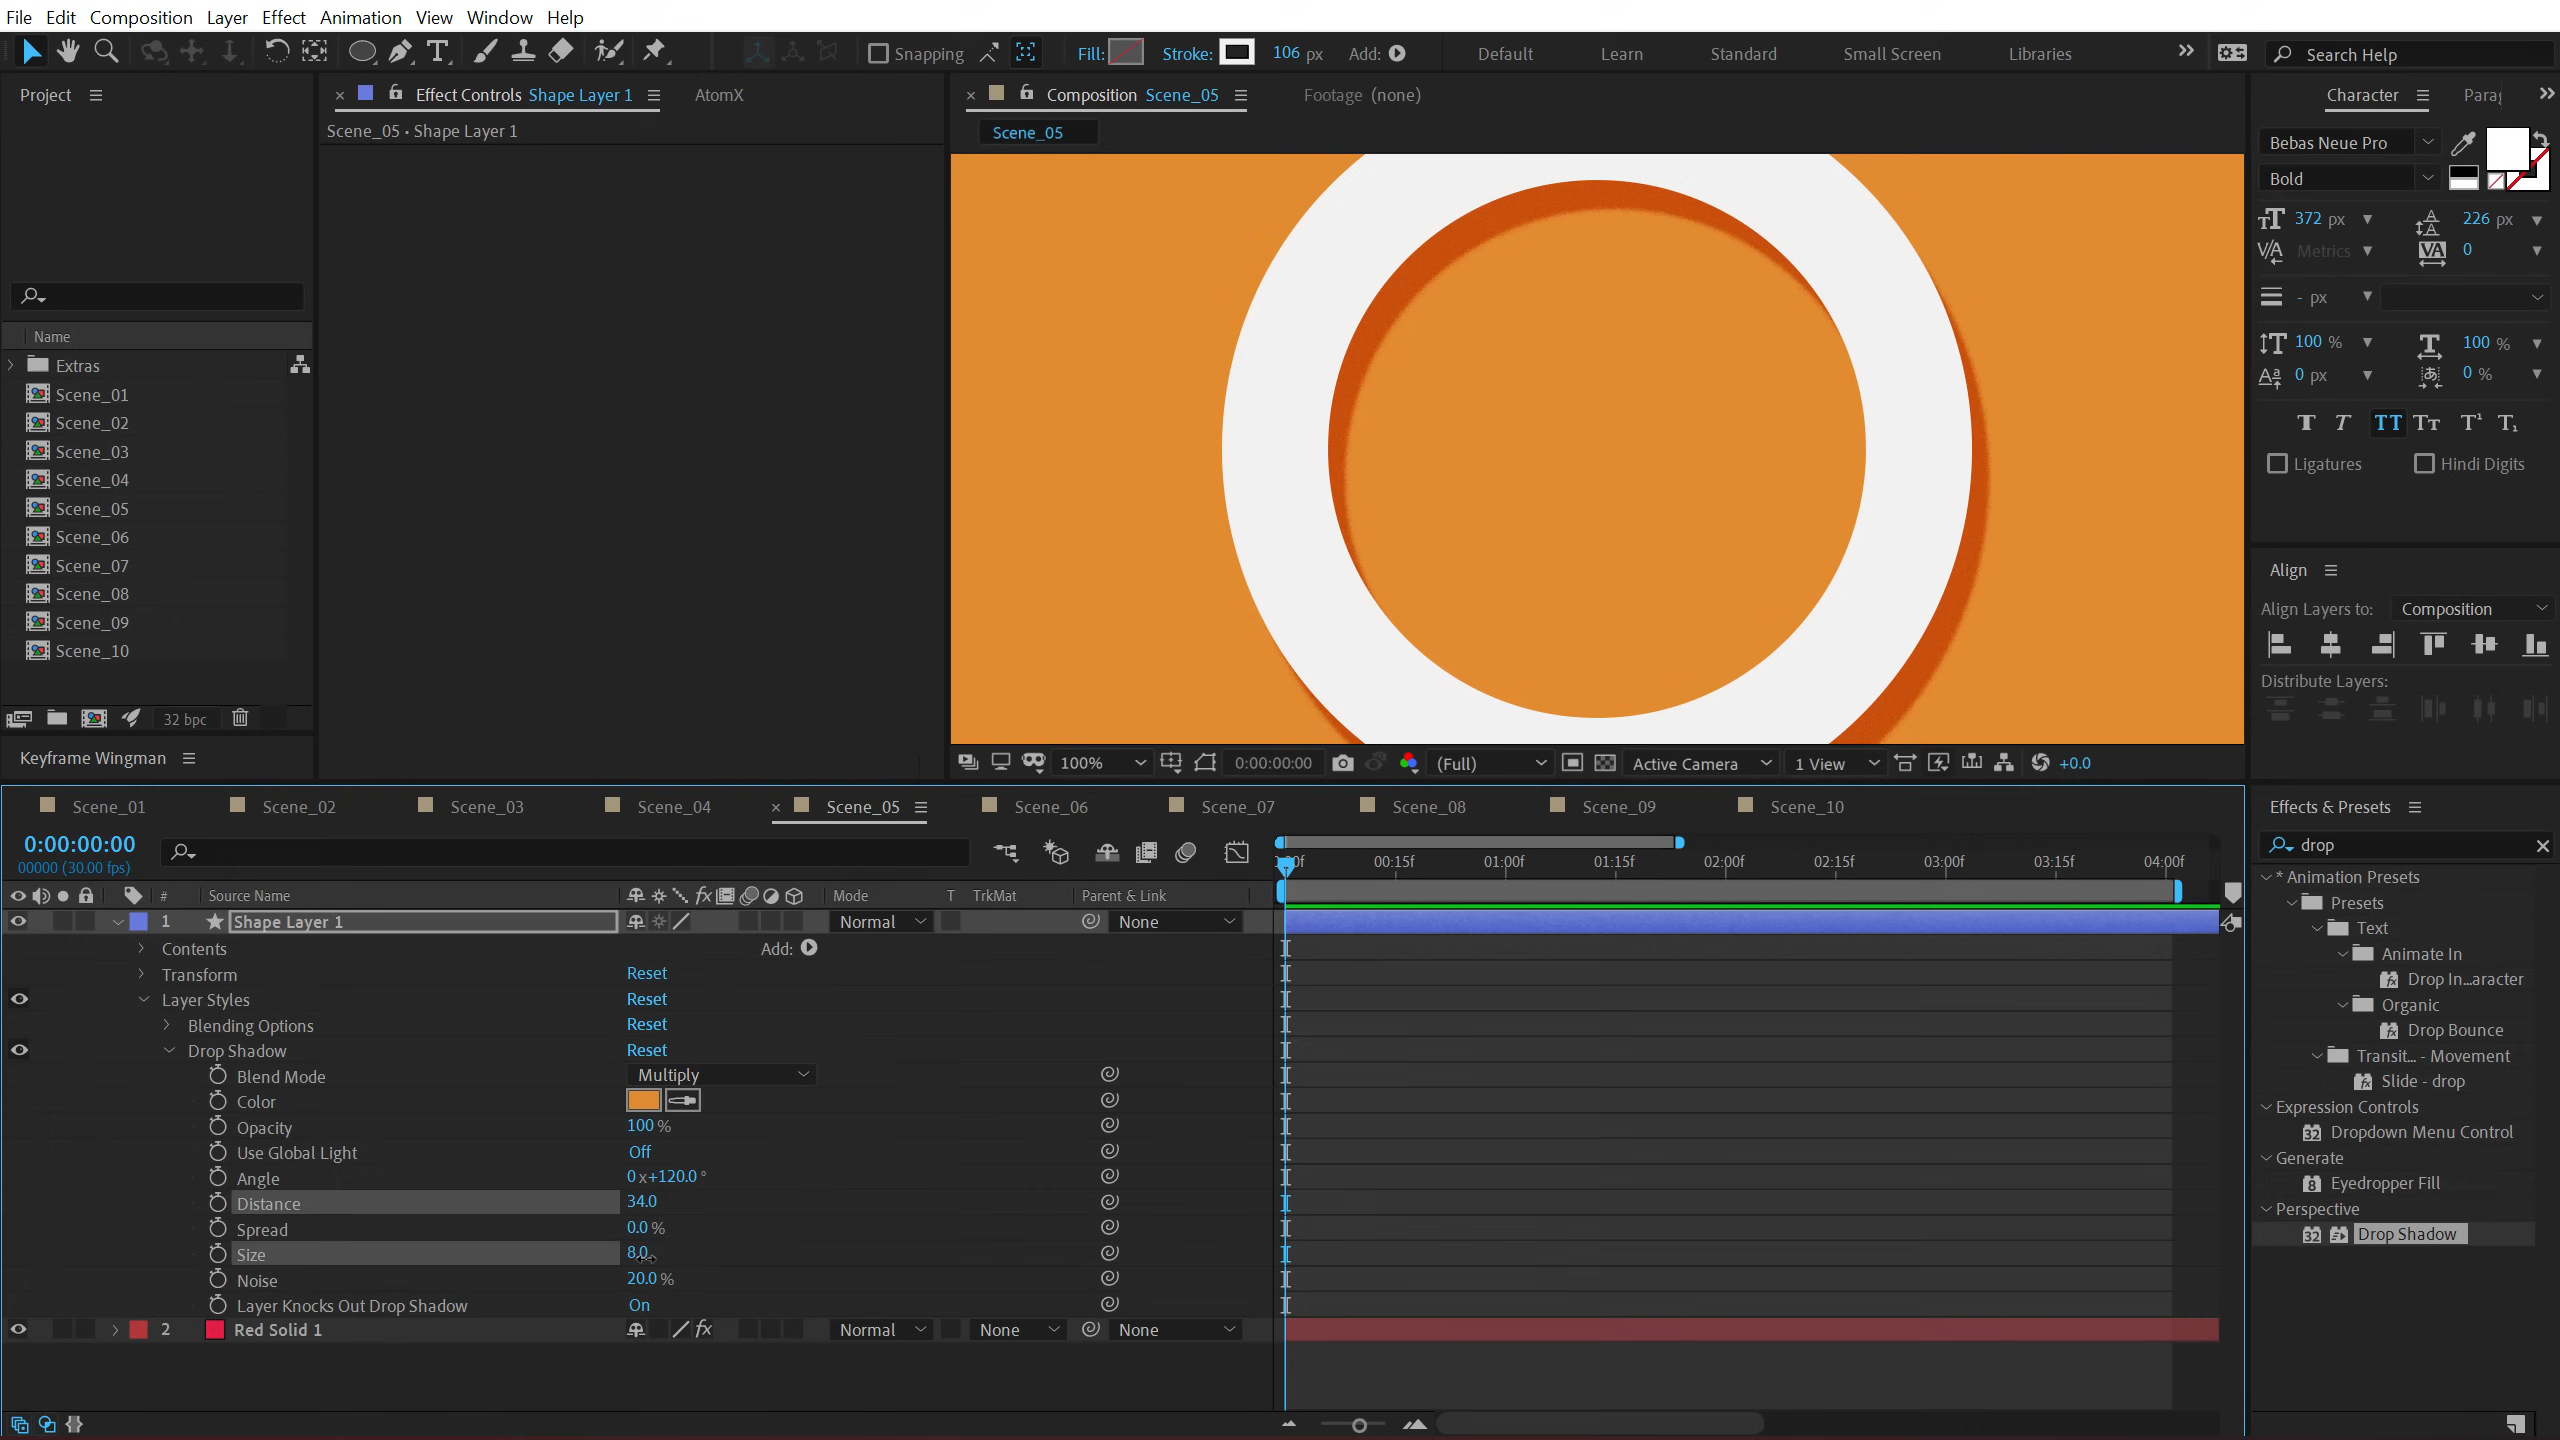 File Edit Composition Layer Effect Animation View Window Help
Snapping Fill: Stroke: 106 px Add: Default Learn Standard Small Screen Libraries Search Help
Project
Effect Controls Shape Layer 1 AtomX
Composition Scene_05 Footage (none)
Character Para
Scene_05 • Shape Layer 1
Scene_05
Bebas Neue Pro
Bold
372 px 226 px
Metrics 0
- px
100 % 100 %
0 px 0 %
Ligatures Hindi Digits
Name
Extras
Scene_01
Scene_02
Scene_03
Scene_04
Scene_05
Scene_06
Scene_07
Scene_08
Scene_09
Scene_10
32 bpc
Keyframe Wingman
Align
Align Layers to: Composition
Distribute Layers:
100% 0:00:00:00 (Full) Active Camera 1 View +0.0
Scene_01 Scene_02 Scene_03 Scene_04 Scene_05 Scene_06 Scene_07 Scene_08 Scene_09 Scene_10
0:00:00:00
00000 (30.00 fps)
00:15f 01:00f 01:15f 02:00f 02:15f 03:00f 03:15f 04:00f
# Source Name Mode T TrkMat Parent & Link
1 Shape Layer 1 Normal None
Contents Add:
Transform Reset
Layer Styles Reset
Blending Options Reset
Drop Shadow Reset
Blend Mode Multiply
Color
Opacity 100 %
Use Global Light Off
Angle 0 x+120.0 °
Distance 34.0
Spread 0.0 %
Size 8.0
Noise 20.0 %
Layer Knocks Out Drop Shadow On
2 Red Solid 1 Normal None None
Effects & Presets
drop
* Animation Presets
Presets
Text
Animate In
Drop In...aracter
Organic
Drop Bounce
Transit... - Movement
Slide - drop
Expression Controls
Dropdown Menu Control
Generate
Eyedropper Fill
Perspective
Drop Shadow